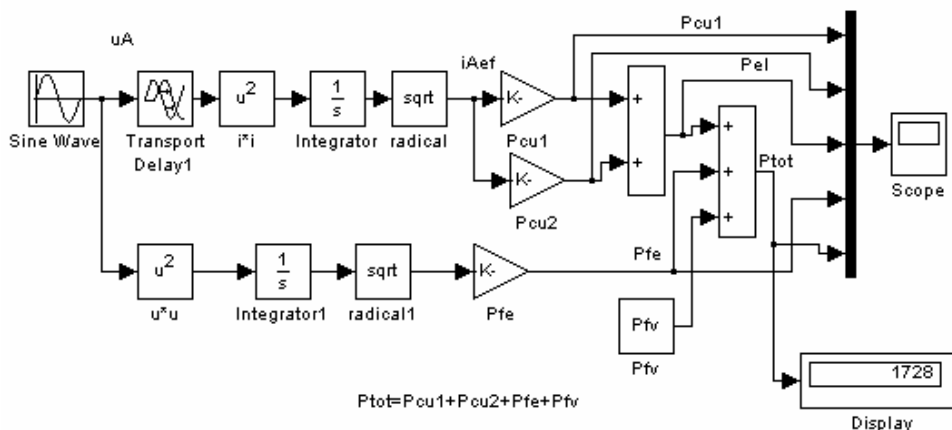 uA
Pcu1
iAef
Pel
u²
1
s
sqrt
K-
+
+
+
+
+
Sine Wave
Transport
Delay1
i*i
Integrator
radical
Pcu1
K-
Pcu2
Ptot
Scope
u²
1
s
sqrt
K-
Pfe
u*u
Integrator1
radical1
Pfe
Pfv
Pfv
1728
Ptot=Pcu1+Pcu2+Pfe+Pfv
Display